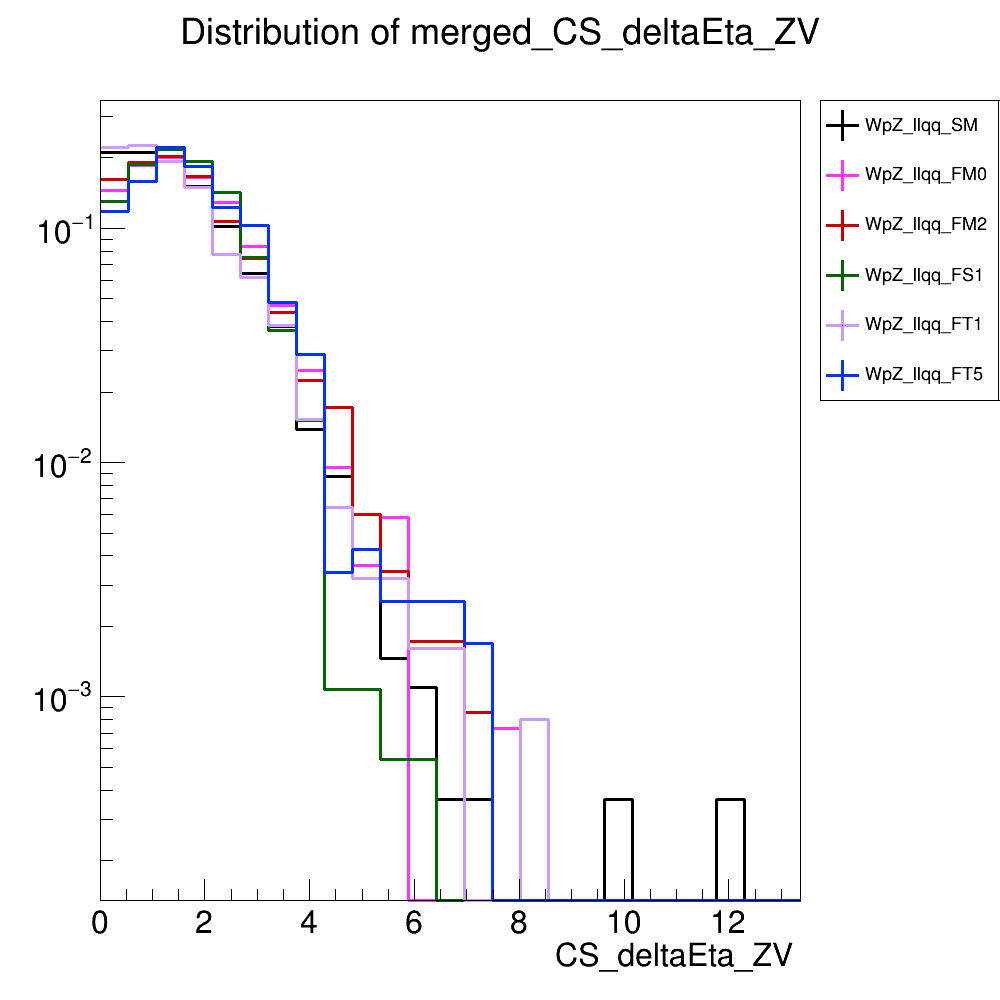 Distribution of merged_CS_deltaEta_ZV
WpZ_llqq_SM
WpZ_llqq_FM0
WpZ_llqq_FM2
WpZ_llqq_FS1
WpZ_llqq_FT1
WpZ_llqq_FT5
10⁻¹
10⁻²
10⁻³
0 2 4 6 8 10 12
CS_deltaEta_ZV